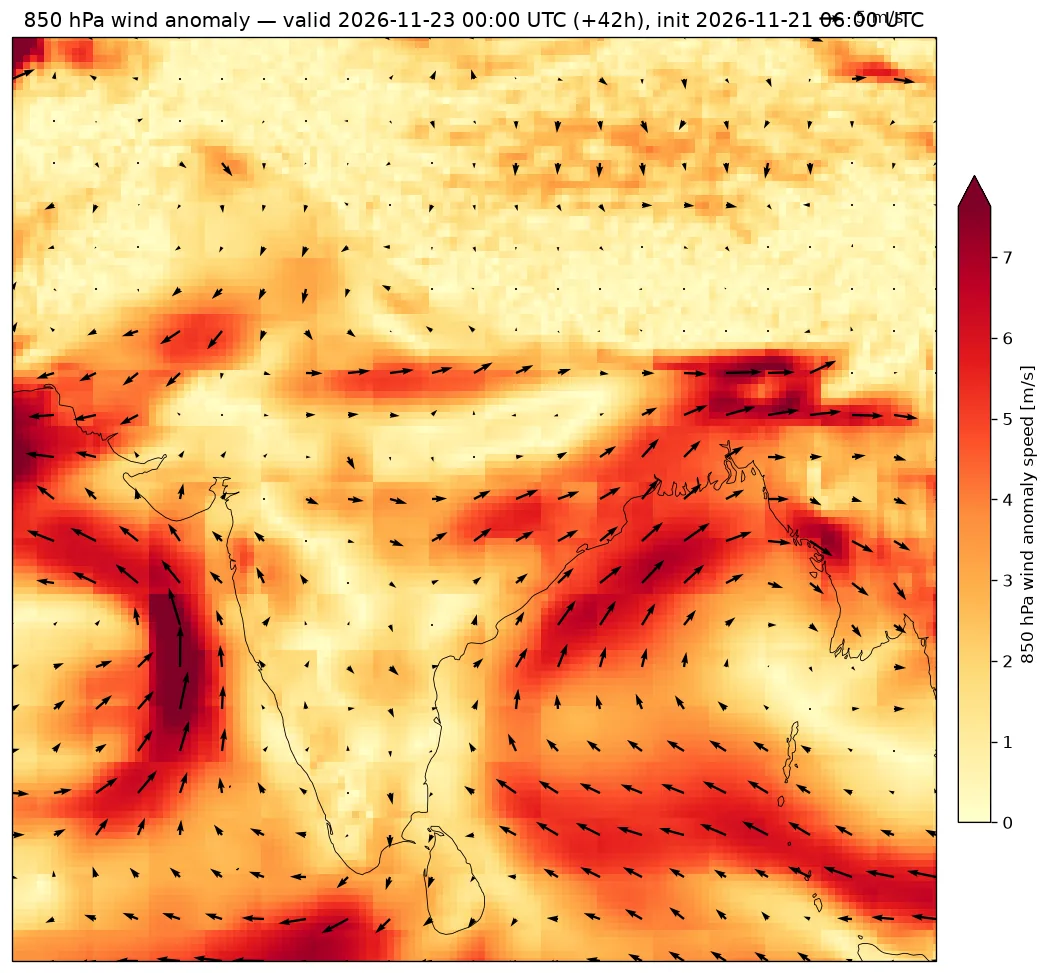 850 hPa wind anomaly — valid 2026-11-23 00:00 UTC (+42h), init 2026-11-21 06:00 UTC
5 m/s
7
6
5
4
3
2
1
0
850 hPa wind anomaly speed [m/s]